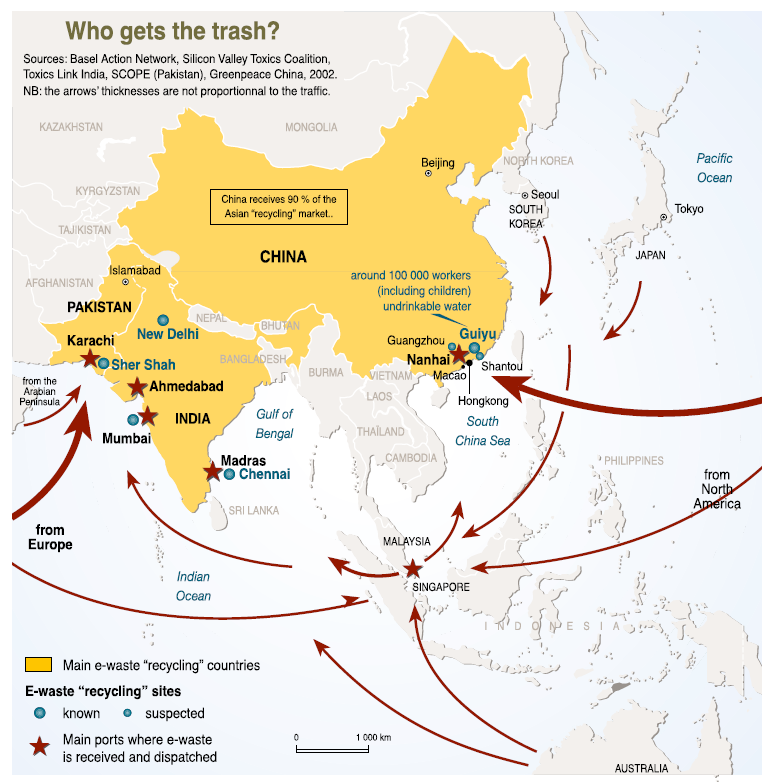 Who gets the trash?
Sources: Basel Action Network, Silicon Valley Toxics Coalition,
Toxics Link India, SCOPE (Pakistan), Greenpeace China, 2002.
NB: the arrows' thicknesses are not proportionnal to the traffic.
KAZAKHSTAN
MONGOLIA
Beijing
NORTH KOREA
Pacific
Ocean
KYRGYZSTAN
China receives 90 % of the
Asian "recycling" market..
Seoul
SOUTH
KOREA
Tokyo
TAJIKISTAN
CHINA
JAPAN
Islamabad
AFGHANISTAN
around 100 000 workers
(including children)
undrinkable water
PAKISTAN
NEPAL
BHUTAN
New Delhi
Karachi
Guangzhou
Guiyu
Sher Shah
BANGLADESH
Nanhai
Shantou
BURMA
VIETNAM
Macao
from the
Arabian
Peninsula
Ahmedabad
LAOS
Hongkong
INDIA
Gulf of
Bengal
South
China Sea
Mumbai
THAÏLAND
CAMBODIA
Madras
Chennai
PHILIPPINES
from
North
America
SRI LANKA
from
Europe
MALAYSIA
Indian
Ocean
SINGAPORE
INDONESIA
Main e-waste "recycling" countries
E-waste "recycling" sites
known
suspected
Main ports where e-waste
is received and dispatched
0
1 000 km
AUSTRALIA